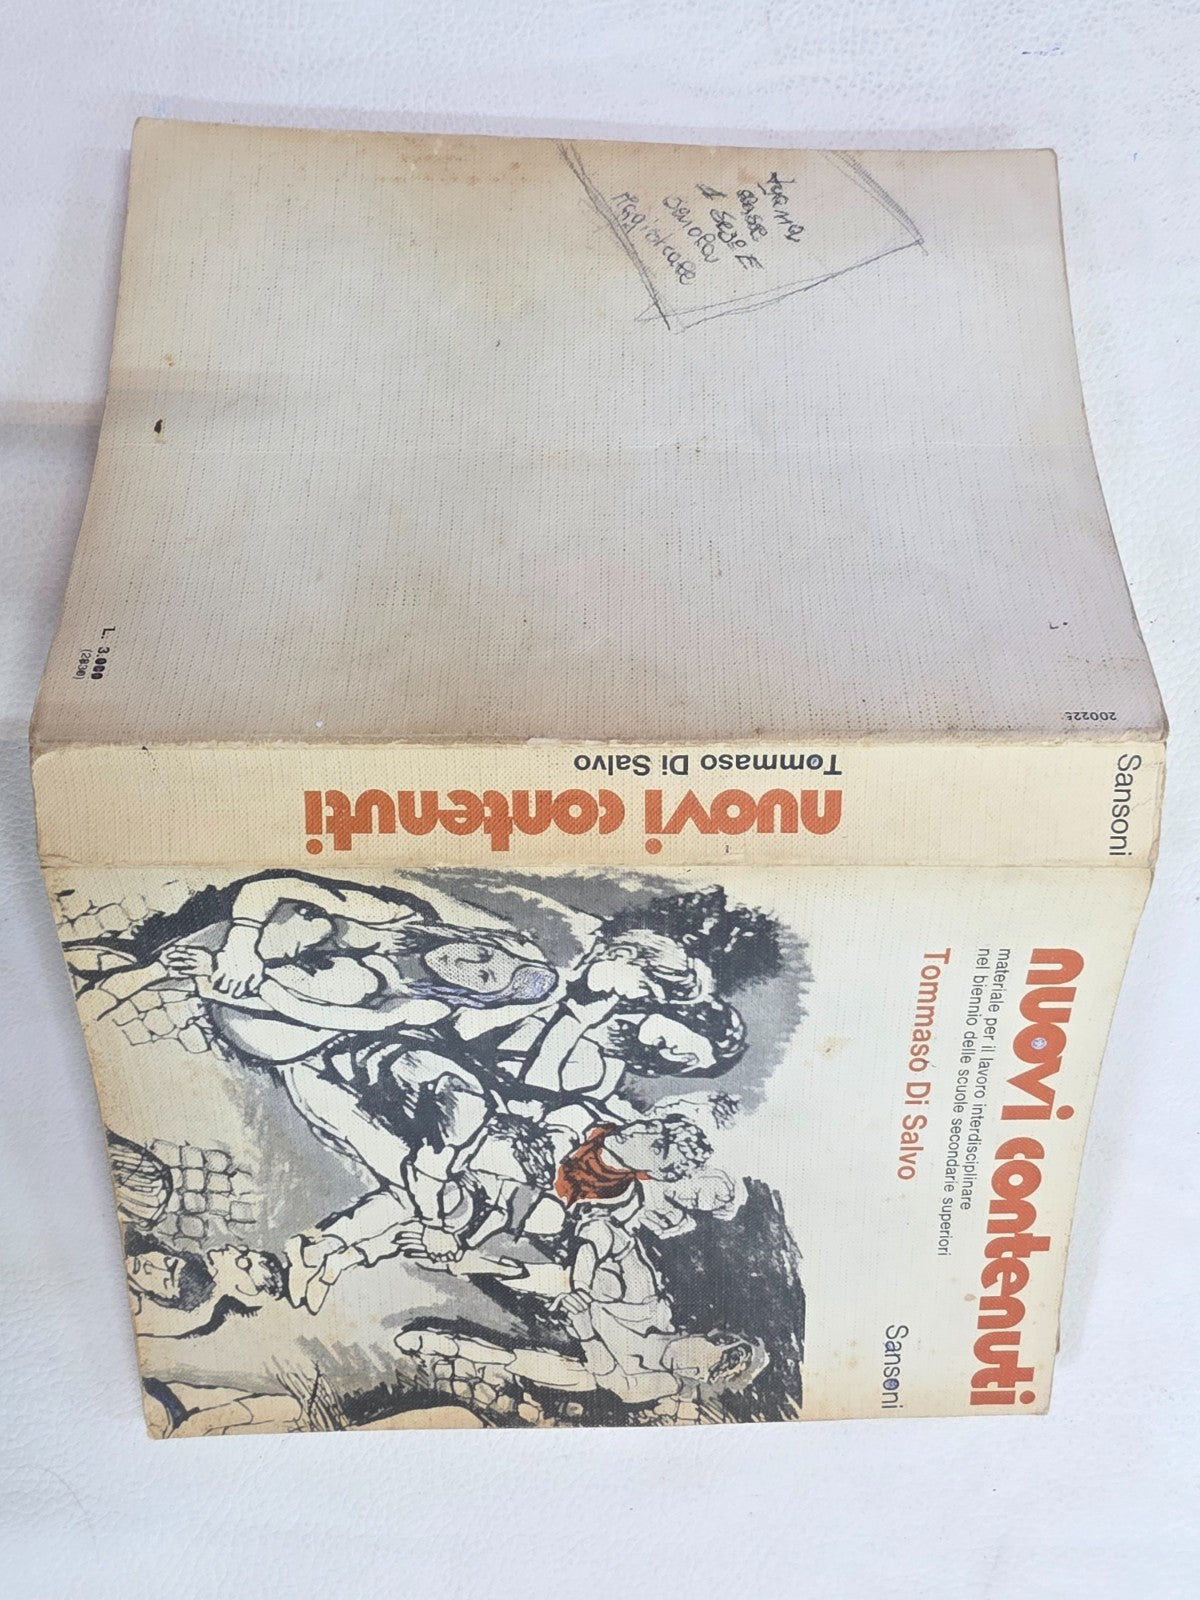 nuovi contenuti
materiale per il lavoro interdisciplinare
nel biennio delle scuole secondarie superiori
Tommaso Di Salvo
Sansoni
Tommaso Di Salvo
nuovi contenuti
Sansoni
L. 3.000
200225